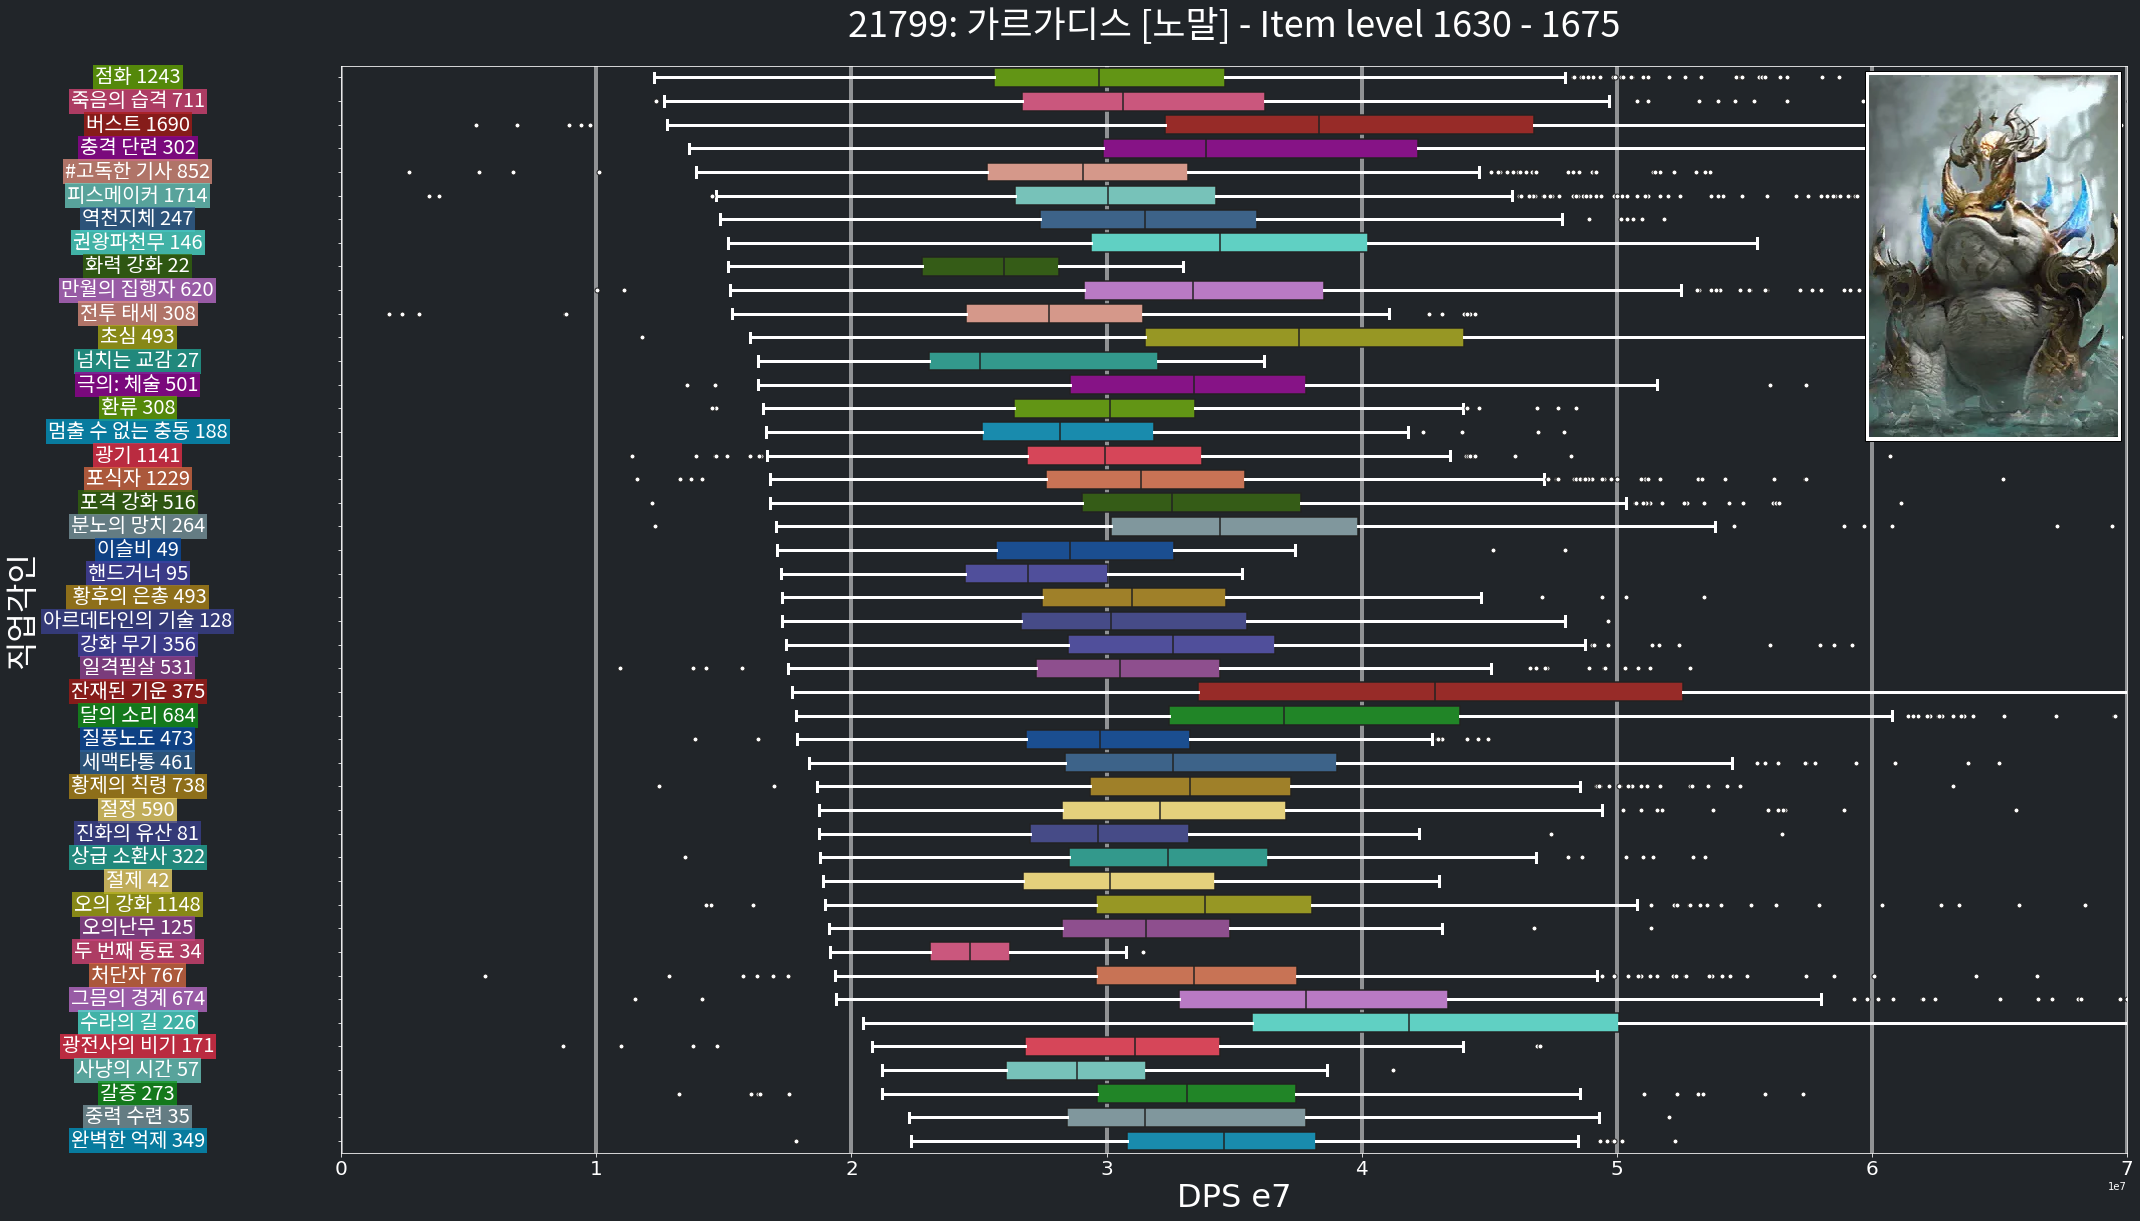 21799: 가르가디스 [노말] - Item level 1630 - 1675
점화 1243
죽음의 습격 711
버스트 1690
충격 단련 302
#고독한 기사 852
피스메이커 1714
역천지체 247
권왕파천무 146
화력 강화 22
만월의 집행자 620
전투 태세 308
초심 493
넘치는 교감 27
극의: 체술 501
환류 308
멈출 수 없는 충동 188
광기 1141
포식자 1229
포격 강화 516
분노의 망치 264
이슬비 49
핸드거너 95
황후의 은총 493
아르데타인의 기술 128
강화 무기 356
일격필살 531
잔재된 기운 375
달의 소리 684
질풍노도 473
세맥타통 461
황제의 칙령 738
절정 590
진화의 유산 81
상급 소환사 322
절제 42
오의 강화 1148
오의난무 125
두 번째 동료 34
처단자 767
그믐의 경계 674
수라의 길 226
광전사의 비기 171
사냥의 시간 57
갈증 273
중력 수련 35
완벽한 억제 349
직업각인
0 1 2 3 4 5 6 7
DPS e7
1e7